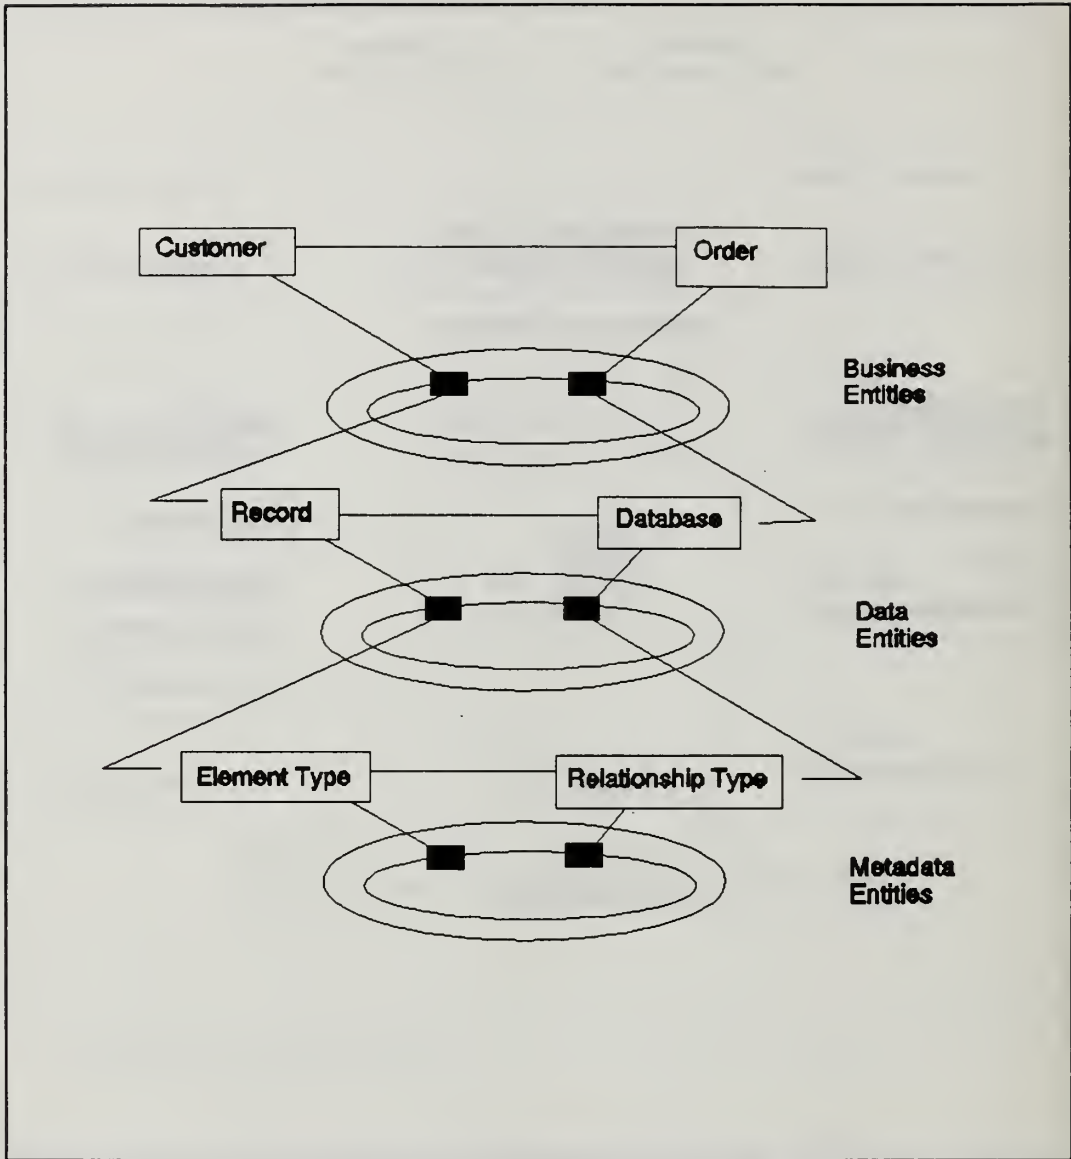 Customer
Order
Business
Entities
Record
Database
Data
Entities
Element Type
Relationship Type
Metadata
Entities